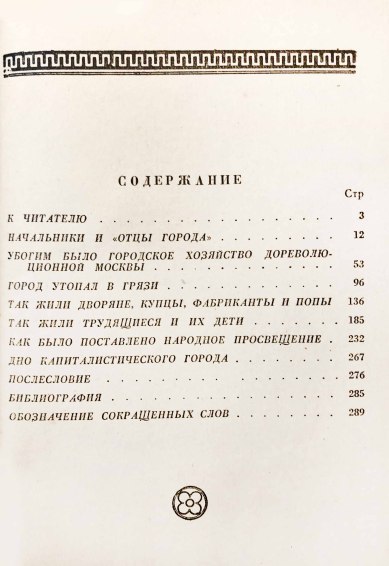 СОДЕРЖАНИЕ
Стр
К ЧИТАТЕЛЮ . . . . . . . . . . . . . . 3
НАЧАЛЬНИКИ И «ОТЦЫ ГОРОДА» . . . . . . . . 12
УБОГИМ БЫЛО ГОРОДСКОЕ ХОЗЯЙСТВО ДОРЕВОЛЮ-
ЦИОННОЙ МОСКВЫ . . . . . . . . . . . . 53
ГОРОД УТОПАЛ В ГРЯЗИ . . . . . . . . . . 96
ТАК ЖИЛИ ДВОРЯНЕ, КУПЦЫ, ФАБРИКАНТЫ И ПОПЫ 136
ТАК ЖИЛИ ТРУДЯЩИЕСЯ И ИХ ДЕТИ . . . . . . 185
КАК БЫЛО ПОСТАВЛЕНО НАРОДНОЕ ПРОСВЕЩЕНИЕ . 232
ДНО КАПИТАЛИСТИЧЕСКОГО ГОРОДА . . . . . . 267
ПОСЛЕСЛОВИЕ . . . . . . . . . . . . . 276
БИБЛИОГРАФИЯ . . . . . . . . . . . . . 285
ОБОЗНАЧЕНИЕ СОКРАЩЕННЫХ СЛОВ . . . . . . . 289